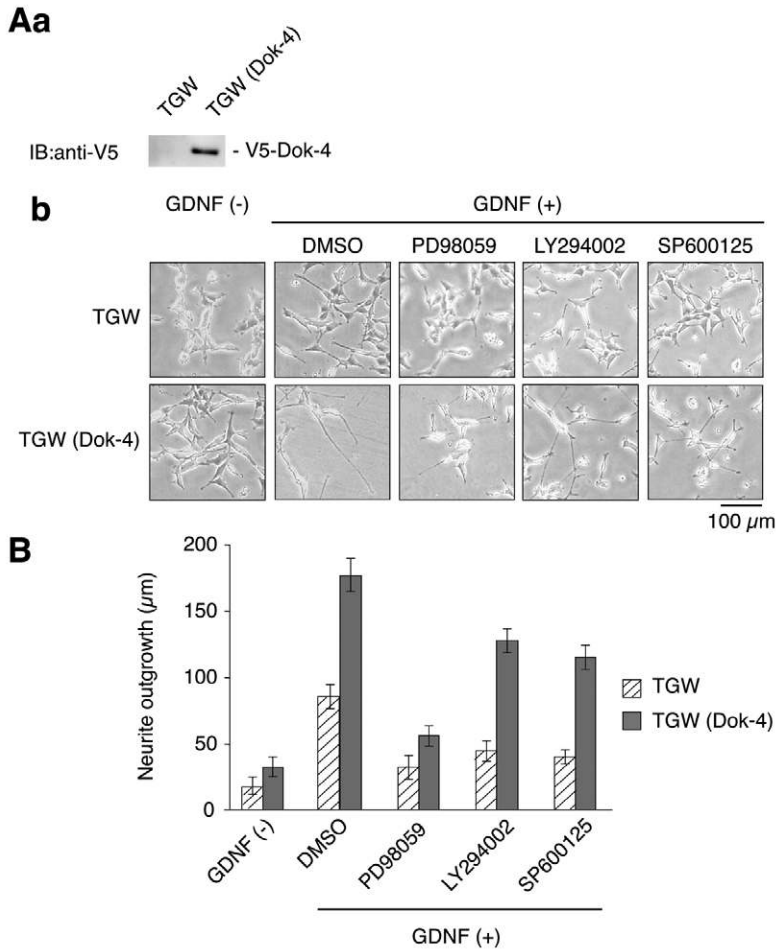 Aa
TGW
TGW (Dok-4)
IB:anti-V5
- V5-Dok-4
b
GDNF (-)
GDNF (+)
DMSO
PD98059
LY294002
SP600125
TGW
TGW (Dok-4)
100 µm
B
Neurite outgrowth (µm)
200
150
100
50
0
GDNF (-)
DMSO
PD98059
LY294002
SP600125
GDNF (+)
TGW
TGW (Dok-4)